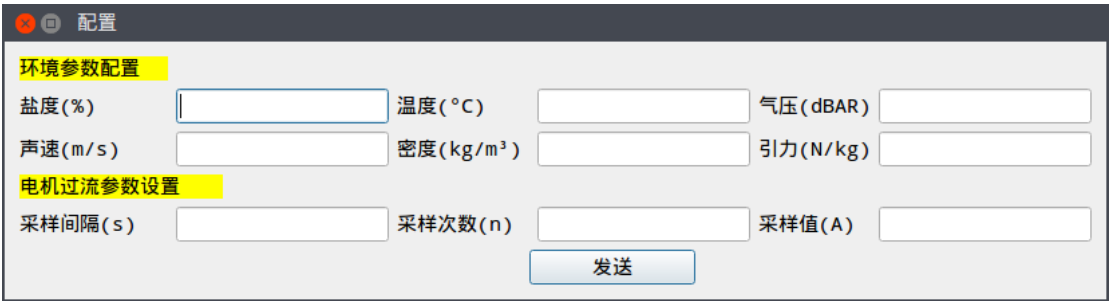 配置
环境参数配置
盐度(%) 温度(°C) 气压(dBAR)
声速(m/s) 密度(kg/m³) 引力(N/kg)
电机过流参数设置
采样间隔(s) 采样次数(n) 采样值(A)
发送